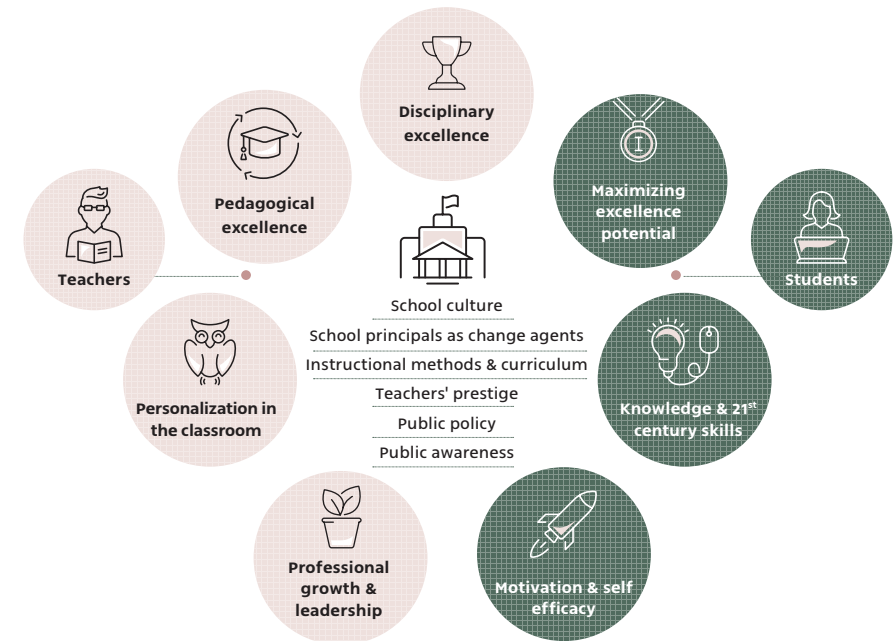 Disciplinary
excellence
Pedagogical
excellence
Maximizing
excellence
potential
Teachers
Students
School culture
School principals as change agents
Instructional methods & curriculum
Teachers' prestige
Public policy
Public awareness
Personalization in
the classroom
Knowledge & 21st
century skills
Professional
growth &
leadership
Motivation & self
efficacy